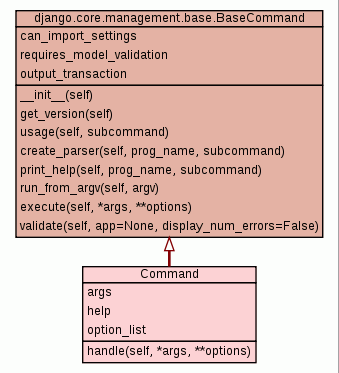 django.core.management.base.BaseCommand
can_import_settings
requires_model_validation
output_transaction
__init__(self)
get_version(self)
usage(self, subcommand)
create_parser(self, prog_name, subcommand)
print_help(self, prog_name, subcommand)
run_from_argv(self, argv)
execute(self, *args, **options)
validate(self, app=None, display_num_errors=False)
Command
args
help
option_list
handle(self, *args, **options)